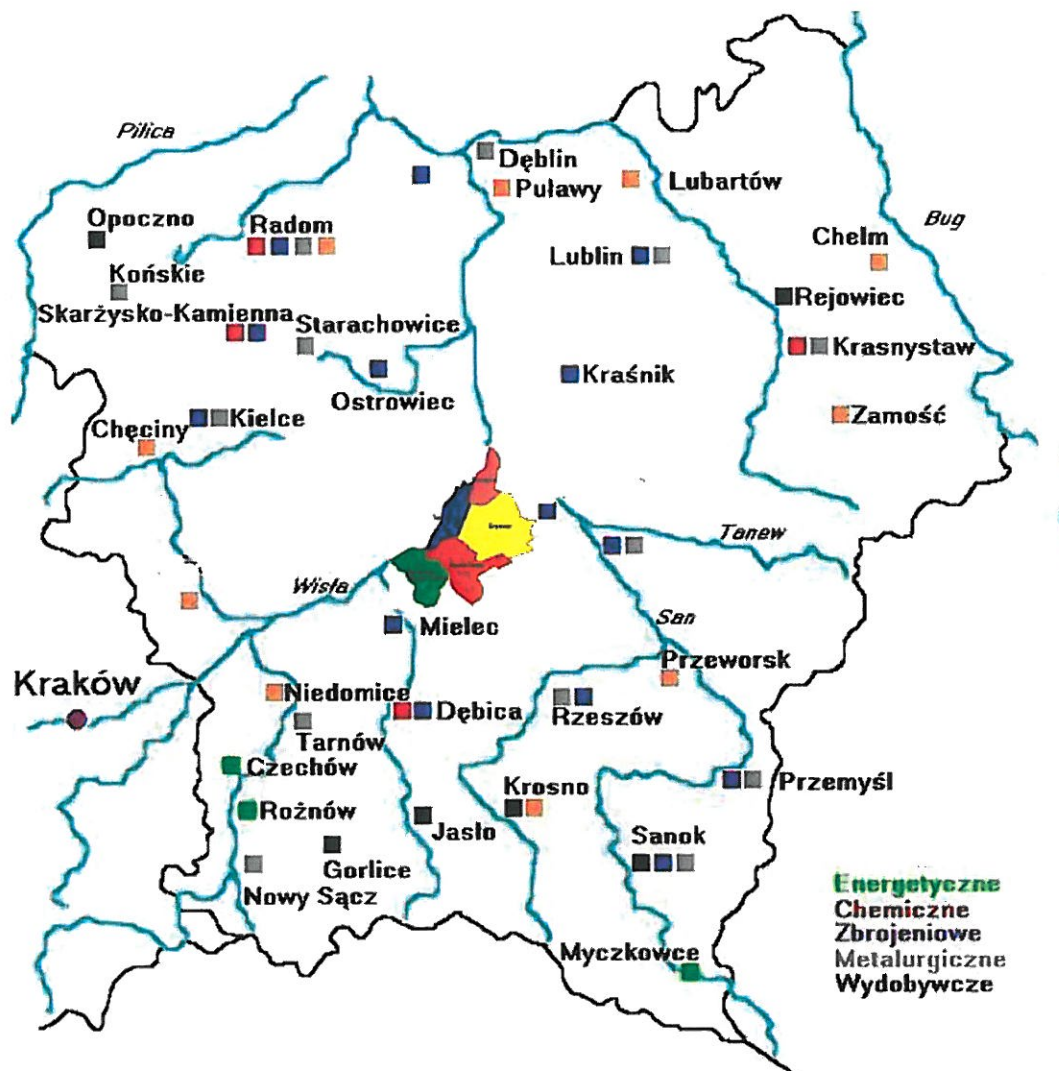 Pilica
Dęblin
Puławy
Lubartów
Opoczno
Radom
Bug
Chelm
Lublin
Końskie
Rejowiec
Skarżysko-Kamienna
Starachowice
Krasnystaw
Kraśnik
Ostrowiec
Kielce
Zamość
Chęciny
Tanew
Wisła
San
Mielec
Przeworsk
Kraków
Niedomice
Rzeszów
Dębica
Tarnów
Czechów
Przemyśl
Krosno
Rożnów
Jasło
Sanok
Gorlice
Nowy Sącz
Energetyczne
Chemiczne
Zbrojeniowe
Metalurgiczne
Wydobywcze
Myczkowce